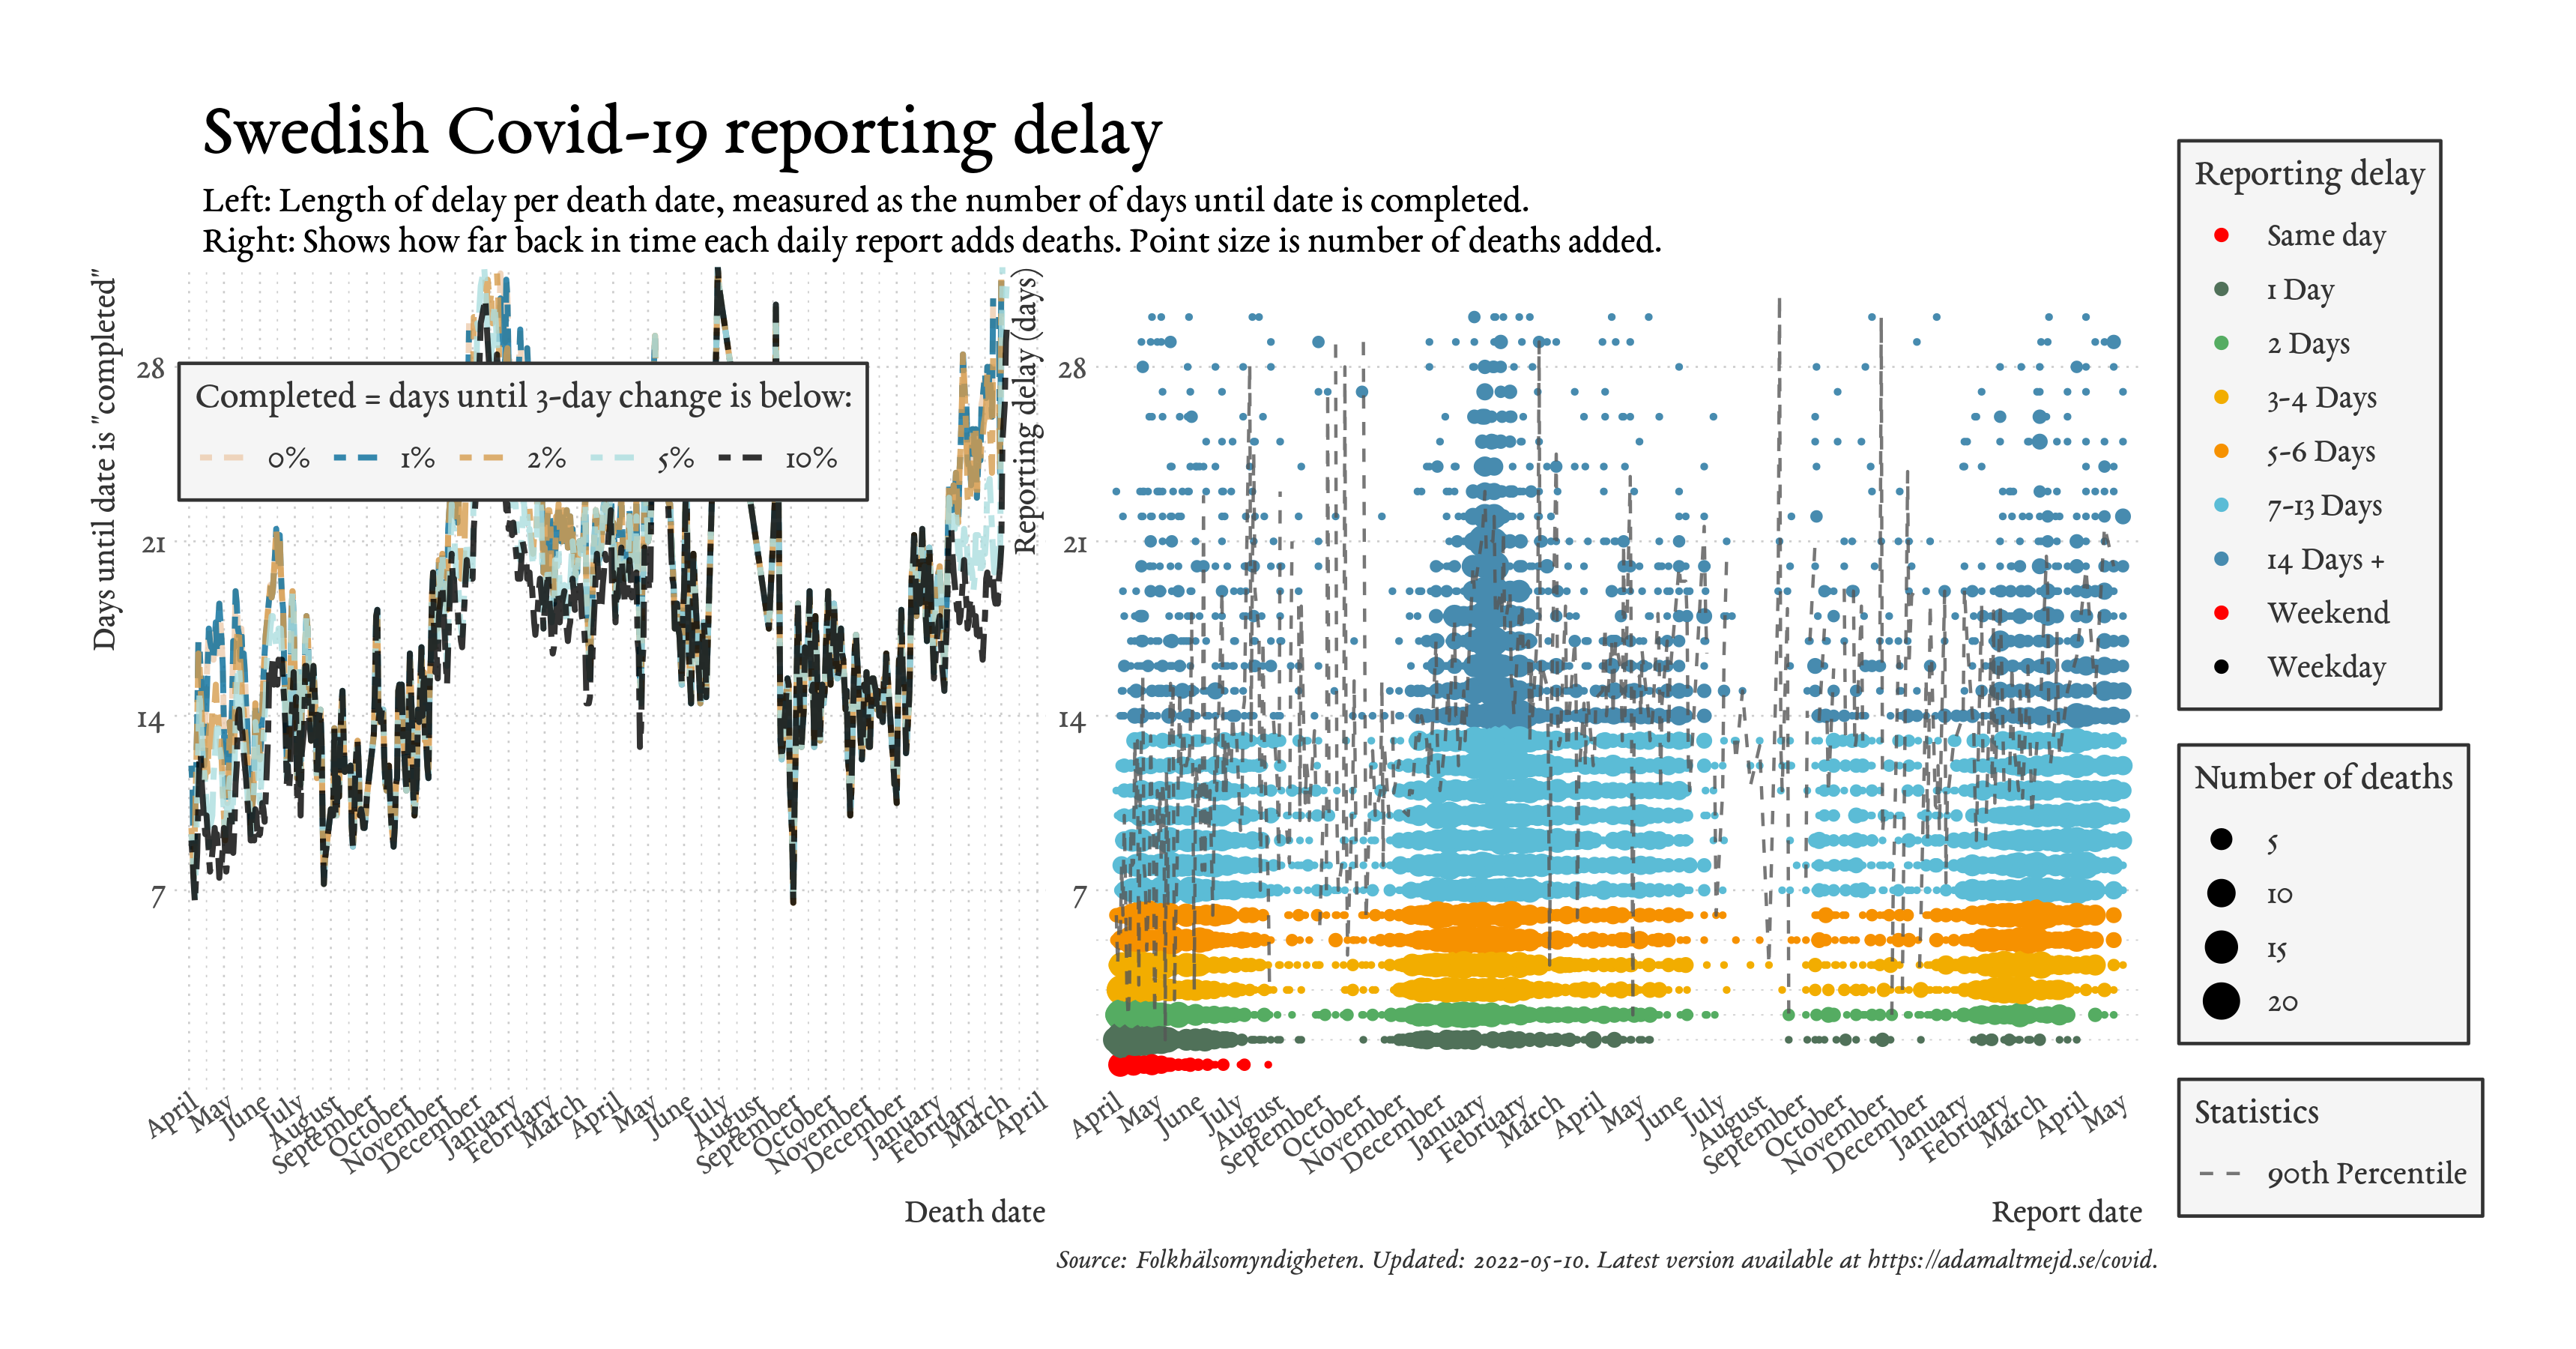 Swedish Covid-19 reporting delay
Left: Length of delay per death date, measured as the number of days until date is completed.
Right: Shows how far back in time each daily report adds deaths. Point size is number of deaths added.
Days until date is "completed"
28
21
14
7
Completed = days until 3-day change is below:
0% 1% 2% 5% 10%
April May June July August September October November December January February March April May June July August September October November December January February March April
Death date
Reporting delay (days)
28
21
14
7
April May June July August September October November December January February March April May June July August September October November December January February March April May
Report date
Reporting delay
Same day
1 Day
2 Days
3-4 Days
5-6 Days
7-13 Days
14 Days +
Weekend
Weekday
Number of deaths
5
10
15
20
Statistics
90th Percentile
Source: Folkhälsomyndigheten. Updated: 2022-05-10. Latest version available at https://adamaltmejd.se/covid.